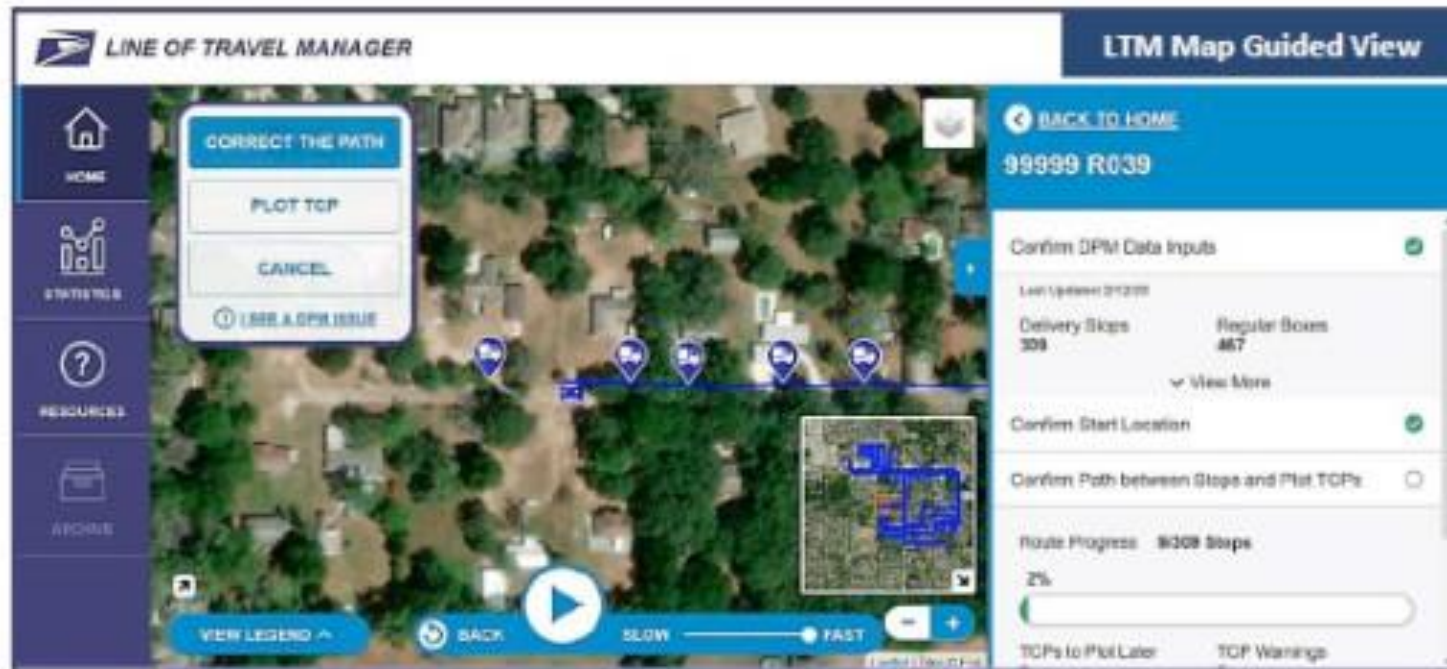 LINE OF TRAVEL MANAGER
LTM Map Guided View
HOME
STATISTICS
RESOURCES
ARCHIVE
CORRECT THE PATH
PLOT TCP
CANCEL
I SEE A DPM ISSUE
VIEW LEGEND
BACK
SLOW
FAST
BACK TO HOME
99999 R039
Confirm DPM Data Inputs
Last Updated
Delivery Stops Regular Boxes
467
View More
Confirm Start Location
Confirm Path between Stops and Plot TCPs
Route Progress Stops
2%
TCPs to Plot Later TCP Warnings